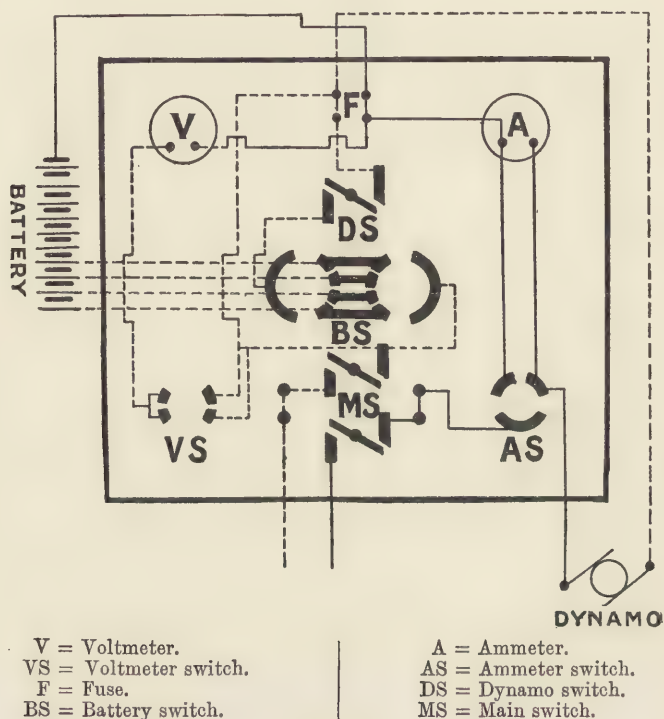 F
V
A
BATTERY
DS
BS
MS
VS
AS
DYNAMO
V = Voltmeter.
VS = Voltmeter switch.
F = Fuse.
BS = Battery switch.
A = Ammeter.
AS = Ammeter switch.
DS = Dynamo switch.
MS = Main switch.